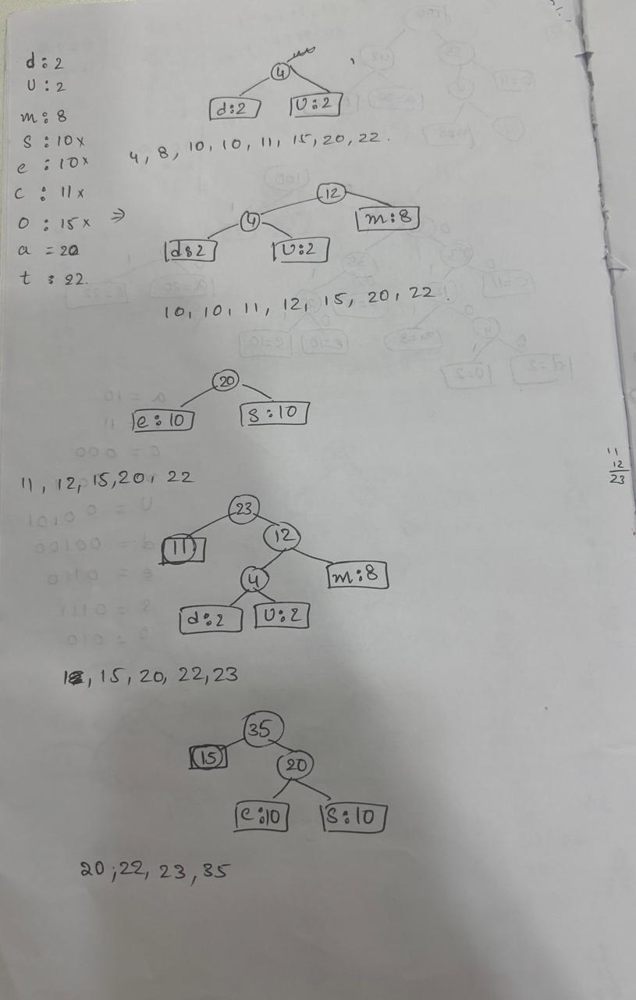 d:2
U:2
m:8
S:10x
e:10x
c:11x
O:15x ⇒
a=20
t:22.
4
d:2 U:2
4, 8, 10, 10, 11, 15, 20, 22.
12
4 m:8
d:2 U:2
10, 10, 11, 12, 15, 20, 22.
20
e:10 S:10
11, 12, 15, 20, 22
11
12
23
23
11 12
4 m:8
d:2 U:2
15, 20, 22, 23
35
15 20
e:10 S:10
20, 22, 23, 35